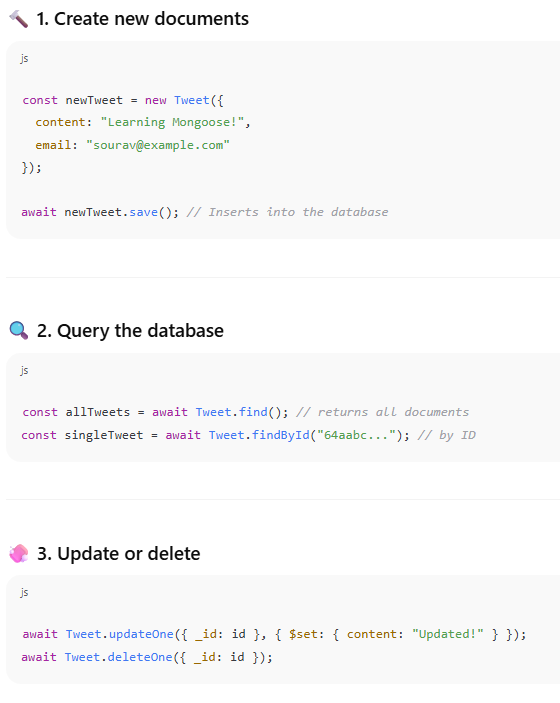 🔨 1. Create new documents
js
const newTweet = new Tweet({
  content: "Learning Mongoose!",
  email: "sourav@example.com"
});
await newTweet.save(); // Inserts into the database
🔍 2. Query the database
js
const allTweets = await Tweet.find(); // returns all documents
const singleTweet = await Tweet.findById("64aabc..."); // by ID
3. Update or delete
js
await Tweet.updateOne({ _id: id }, { $set: { content: "Updated!" } });
await Tweet.deleteOne({ _id: id });